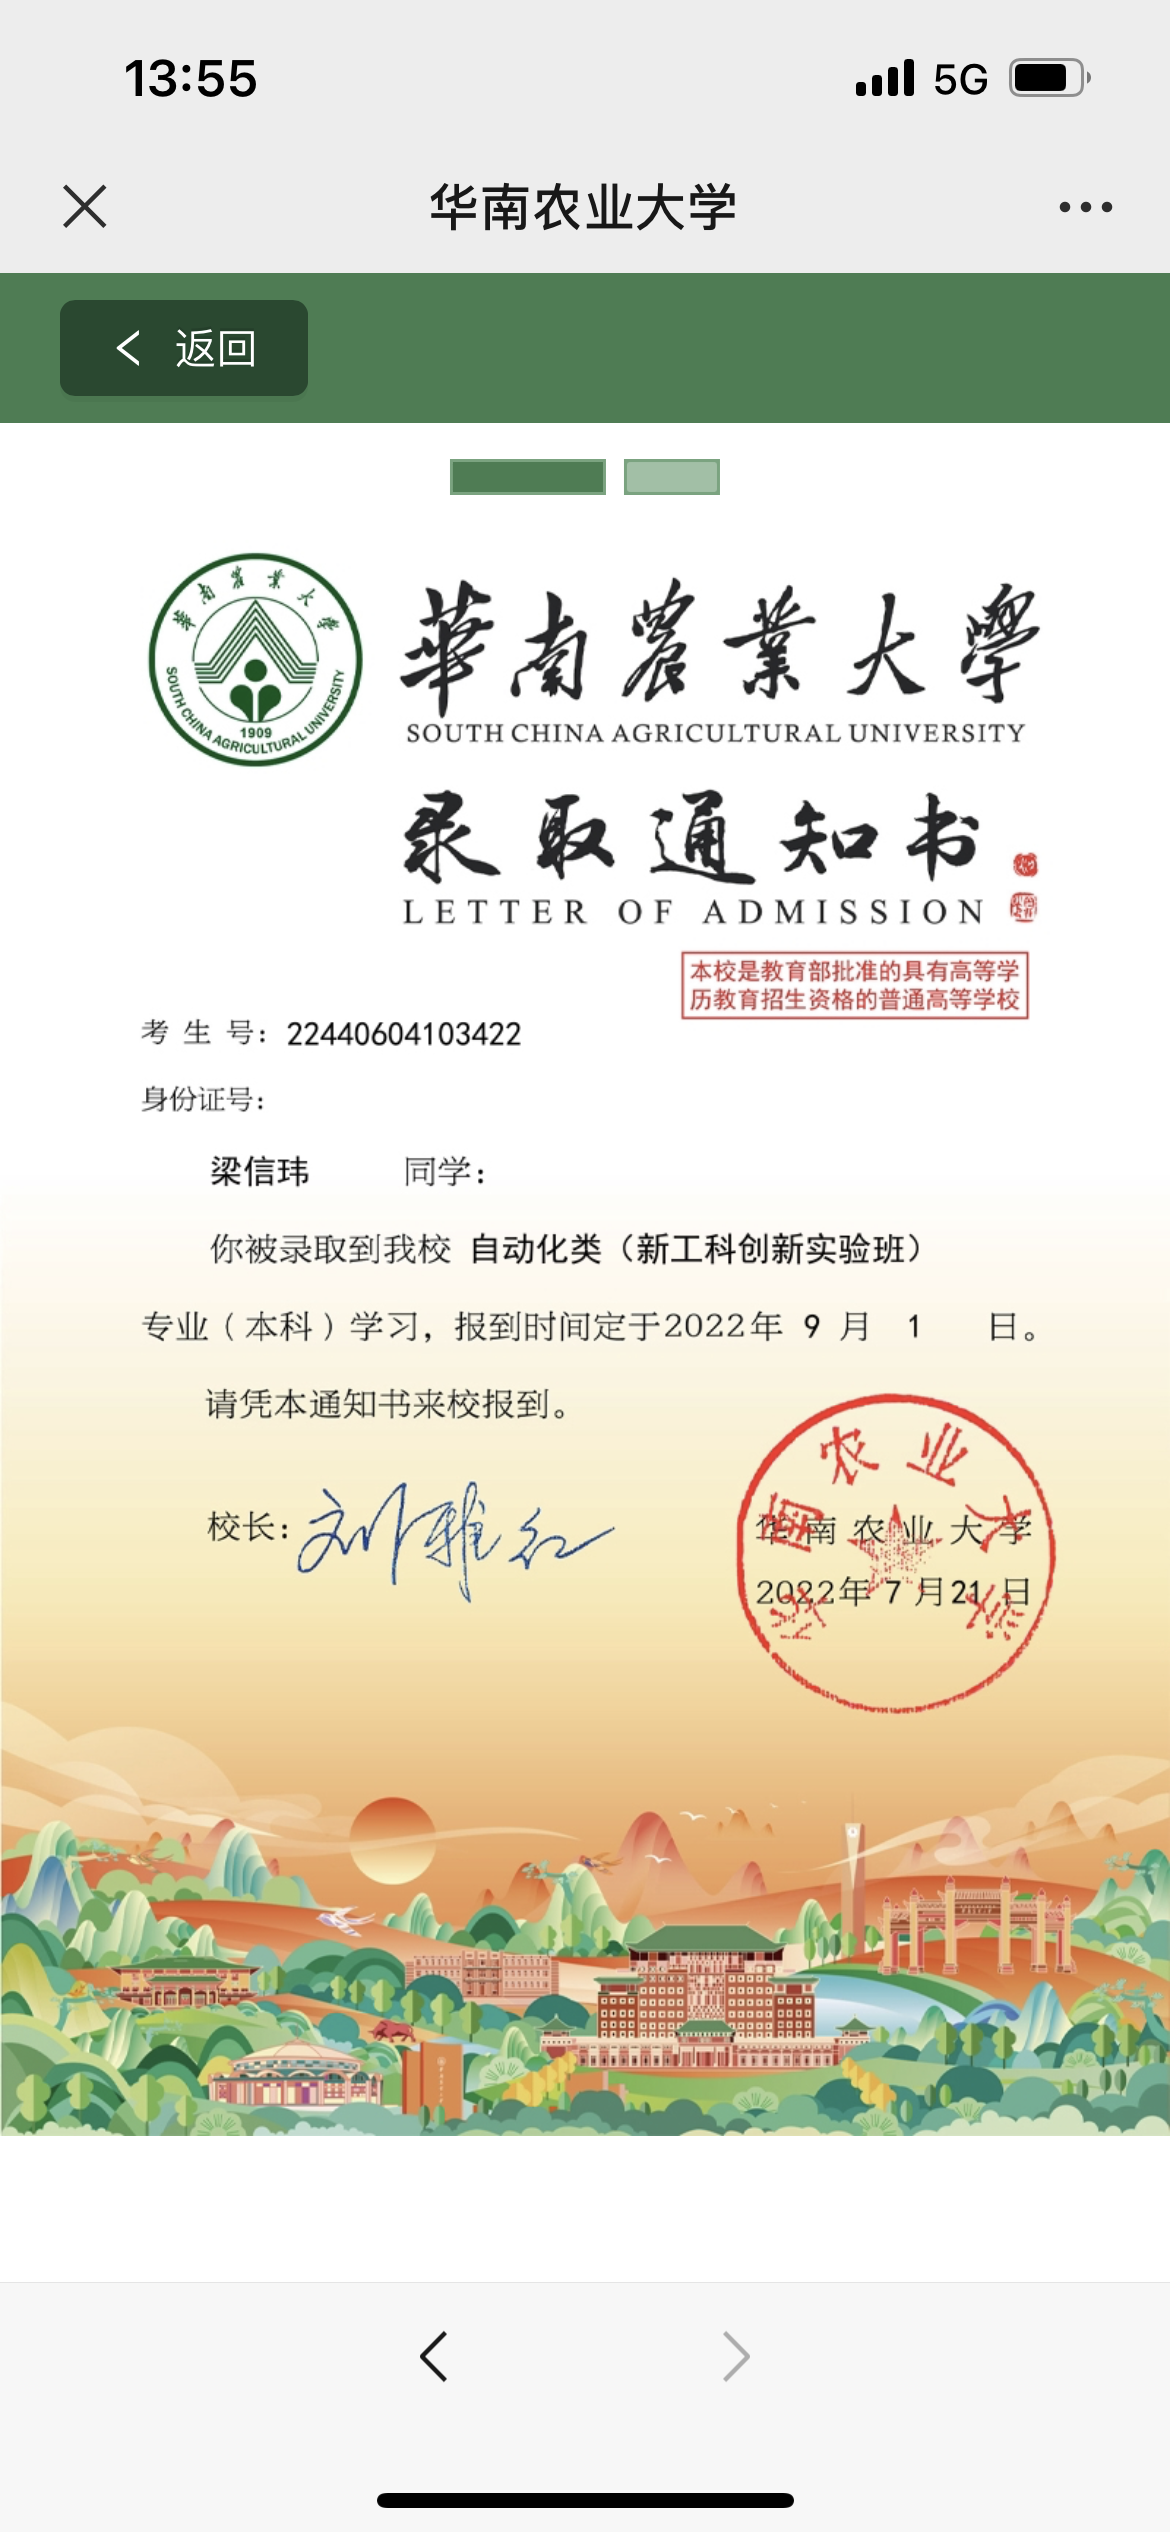 13:55
5G
华南农业大学
返回
華南農業大學
SOUTH CHINA AGRICULTURAL UNIVERSITY
1909
華南農業大學
SOUTH CHINA AGRICULTURAL UNIVERSITY
录取通知书
LETTER OF ADMISSION
本校是教育部批准的具有高等学
历教育招生资格的普通高等学校
考生号：22440604103422
身份证号：
梁信玮 同学：
你被录取到我校 自动化类（新工科创新实验班）
专业（本科）学习，报到时间定于2022年 9 月 1 日。
请凭本通知书来校报到。
校长：刘雅红
华南农业大学
华南农业大学
2022年 7 月21 日